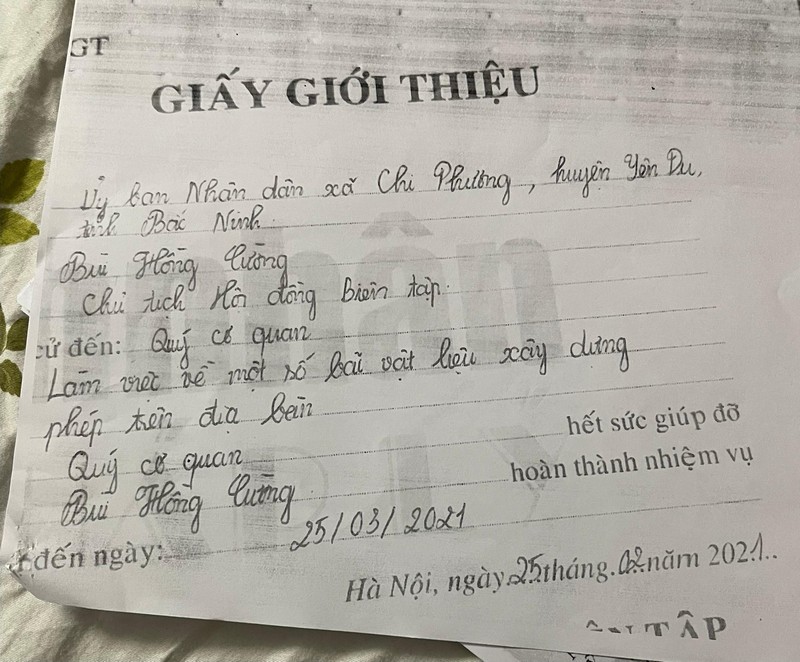 GT
GIẤY GIỚI THIỆU
Uỷ ban Nhân dân xã Chi Phương, huyện Yên Du,
tỉnh Bắc Ninh
Bùi Hồng Cường
Chủ tịch Hội đồng biên tập.
cử đến: Quý cơ quan
Làm việc về một số bãi vật liệu xây dựng
phép trên địa bàn
hết sức giúp đỡ
Quý cơ quan
hoàn thành nhiệm vụ
Bùi Hồng Cường
đến ngày: 25/03/2021
Hà Nội, ngày 25 tháng 02 năm 2021..
TẬP